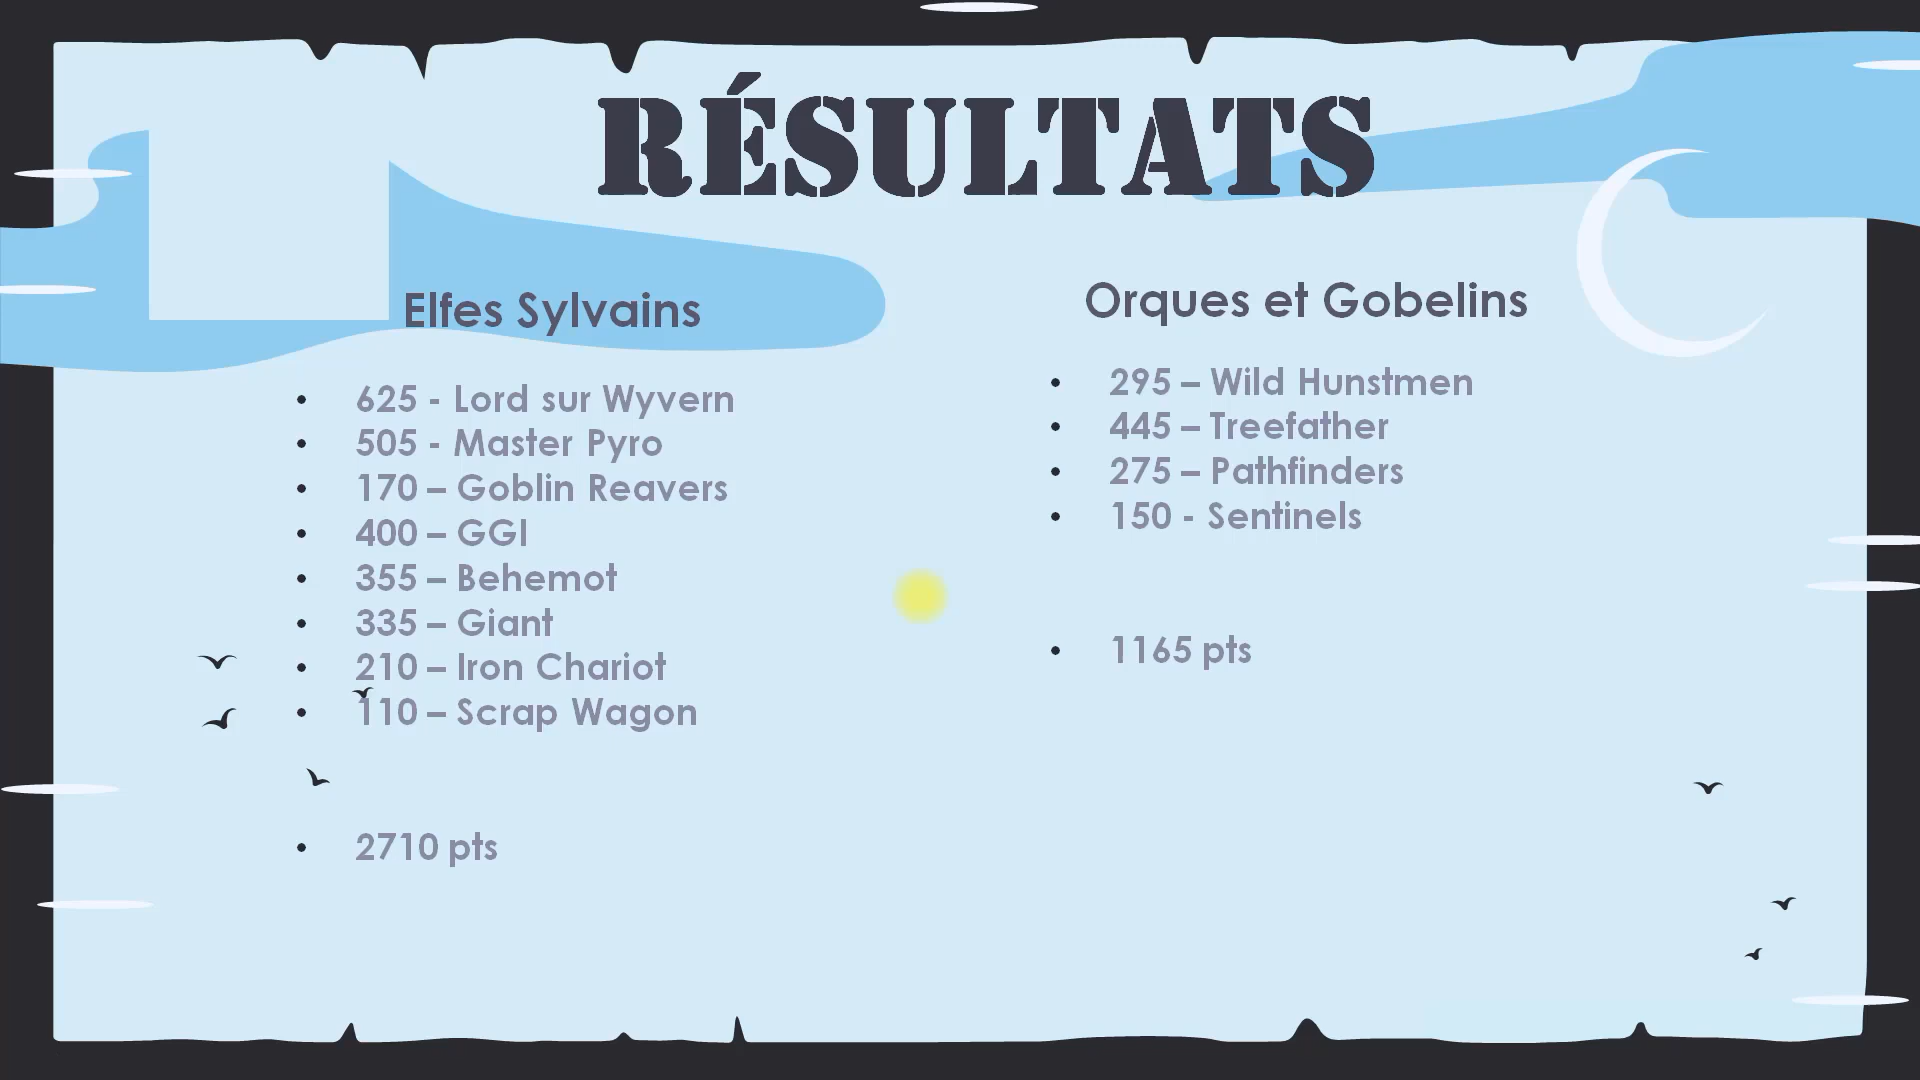 RÉSULTATS
Elfes Sylvains
625 - Lord sur Wyvern
505 - Master Pyro
170 – Goblin Reavers
400 – GGI
355 – Behemot
335 – Giant
210 – Iron Chariot
110 – Scrap Wagon
2710 pts
Orques et Gobelins
295 – Wild Hunstmen
445 – Treefather
275 – Pathfinders
150 - Sentinels
1165 pts